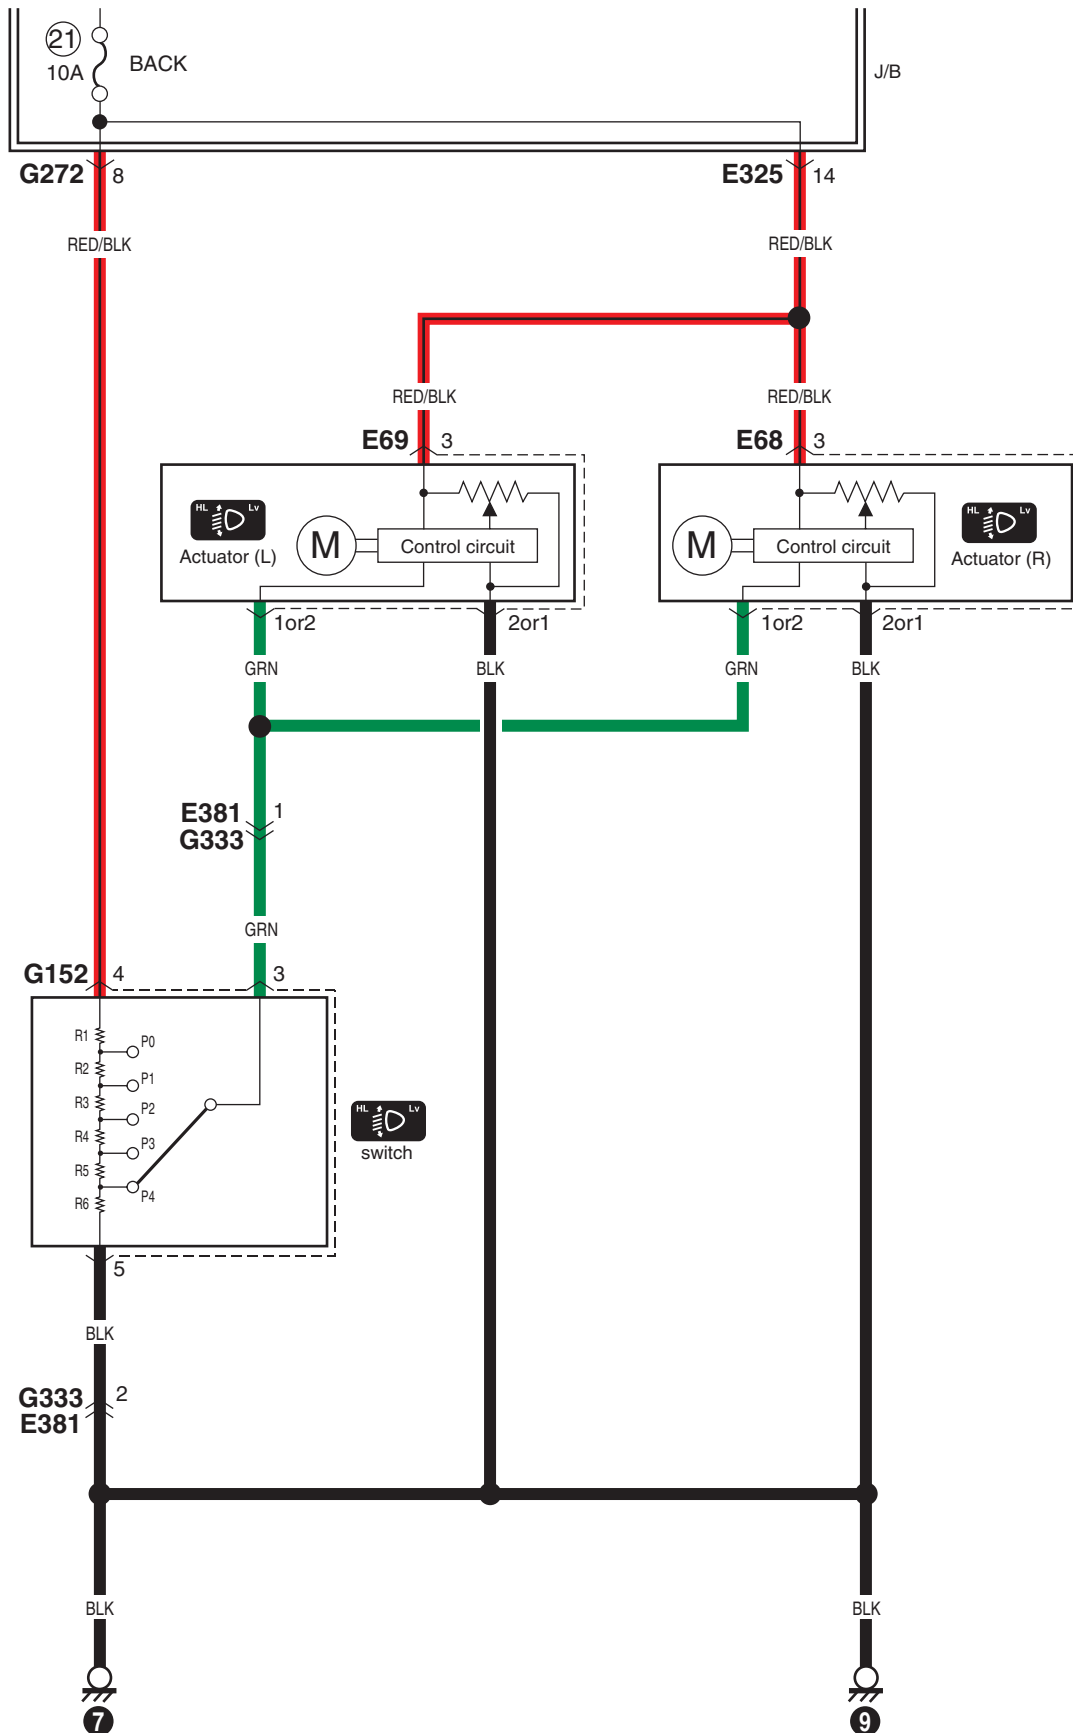 21
10A
BACK
J/B
G272
8
E325
14
RED/BLK
RED/BLK
RED/BLK
RED/BLK
E69
3
E68
3
HL
Lv
Actuator (L)
M
Control circuit
M
Control circuit
HL
Lv
Actuator (R)
1or2
2or1
1or2
2or1
GRN
BLK
GRN
BLK
E381
1
G333
GRN
G152
4
3
R1
P0
R2
P1
R3
P2
R4
P3
R5
P4
R6
HL
Lv
switch
5
BLK
G333
2
E381
BLK
BLK
7
9